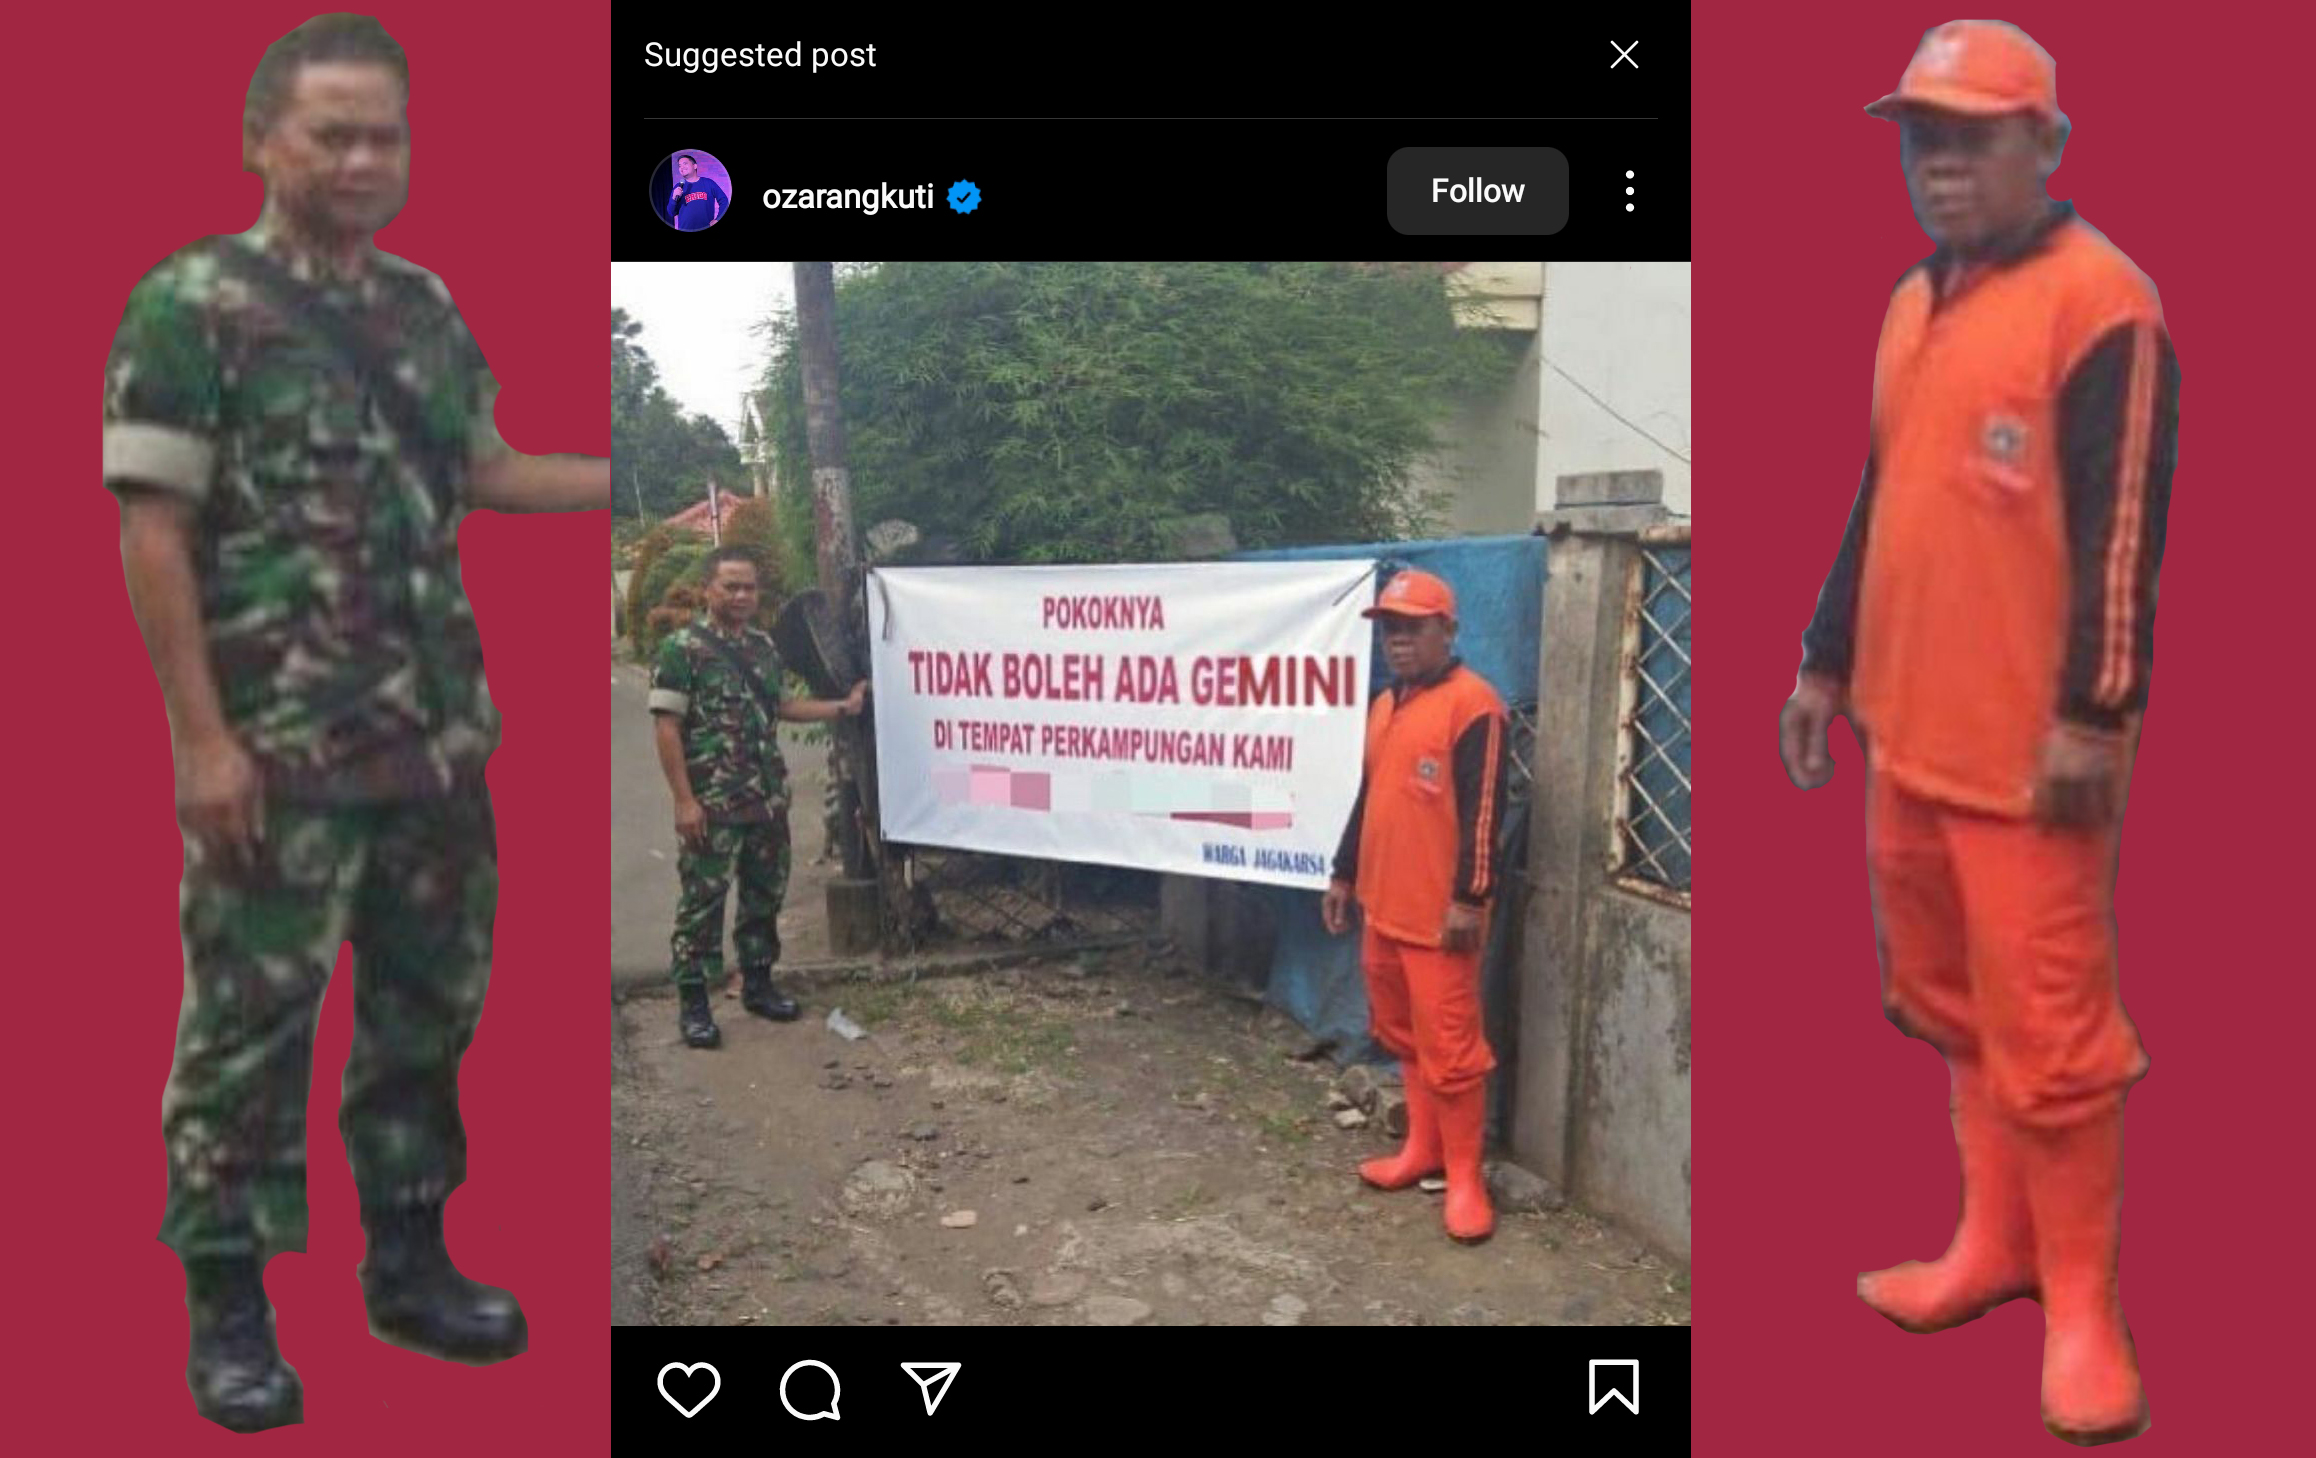 Suggested post
ozarangkuti
Follow
POKOKNYA
TIDAK BOLEH ADA GEMINI
DI TEMPAT PERKAMPUNGAN KAMI
WARGA JAGAKARSA